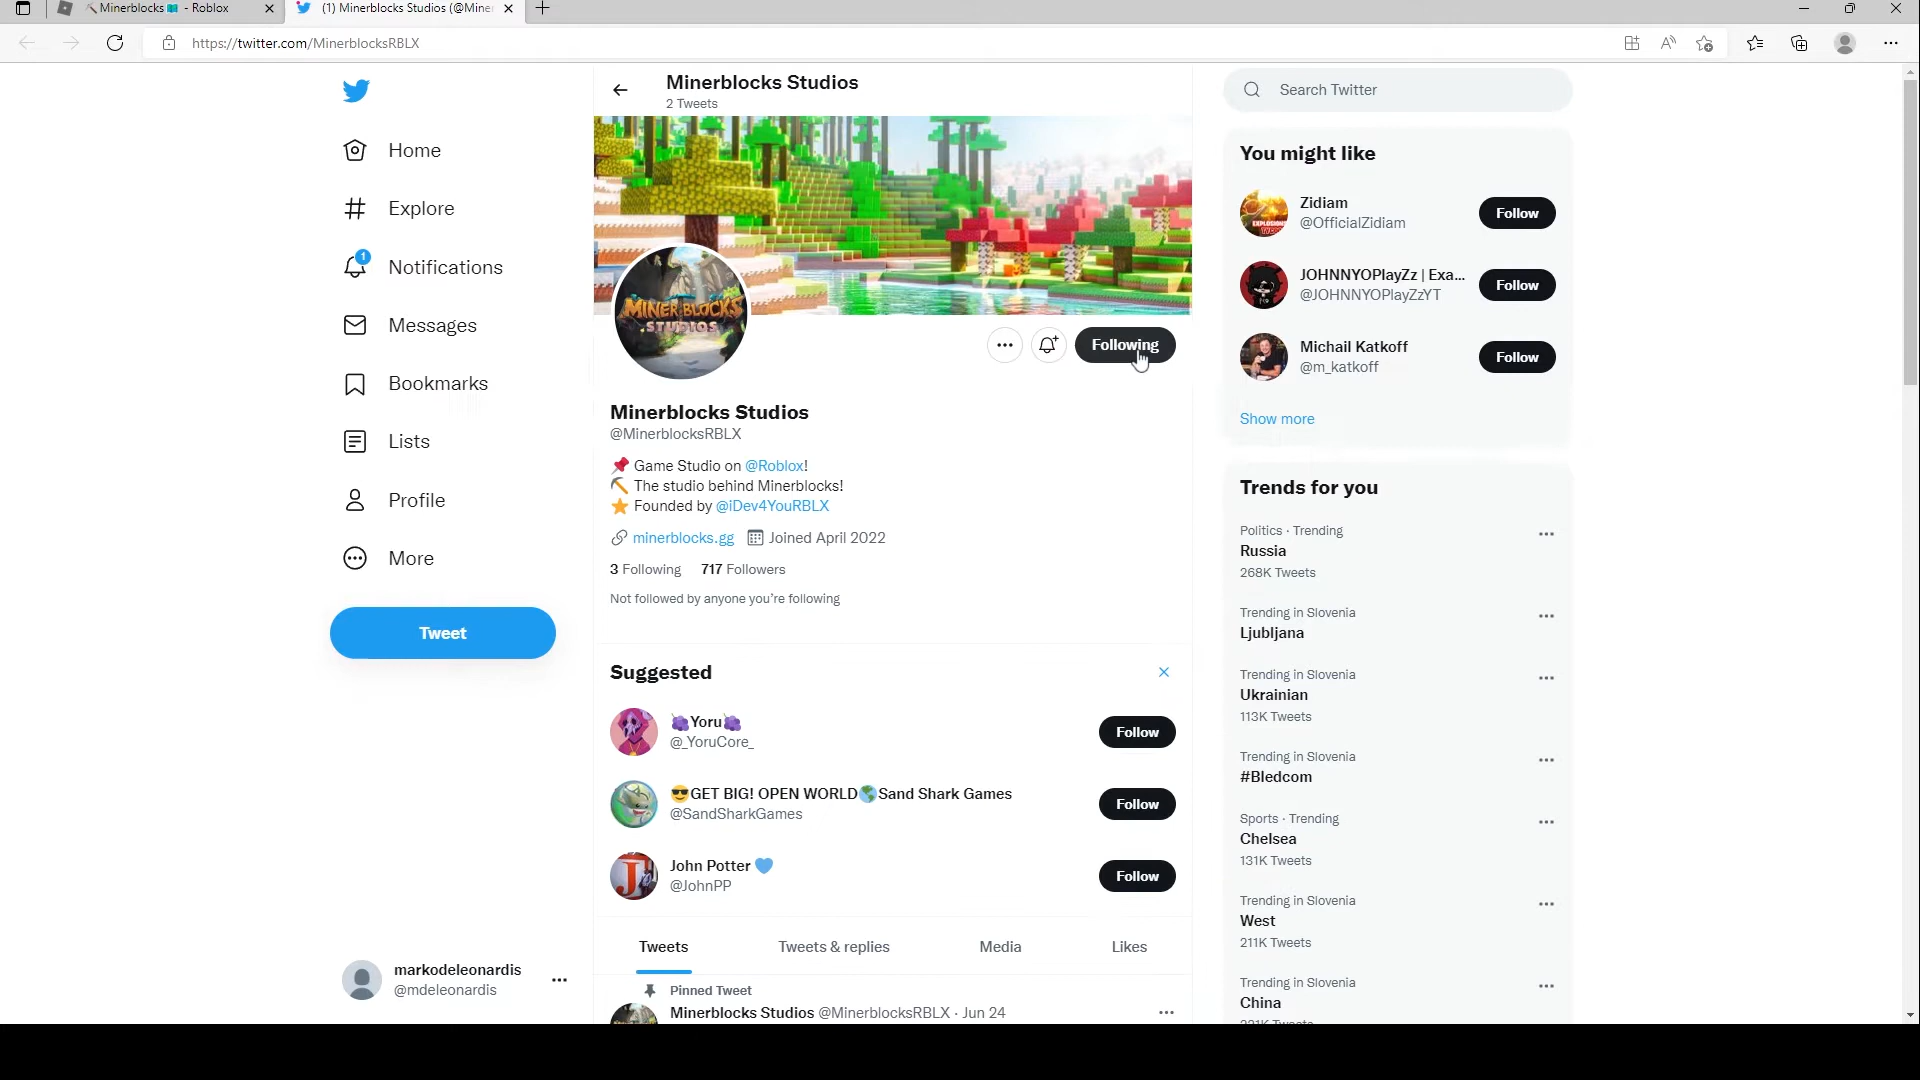 Minerblocks - Roblox
(1) Minerblocks Studios (@Mine
https://twitter.com/MinerblocksRBLX
Home
Explore
1
Notifications
Messages
Bookmarks
Lists
Profile
More
Tweet
markodeleonardis
@mdeleonardis
Minerblocks Studios
2 Tweets
MINER BLOCKS
STUDIOS
Following
Minerblocks Studios
@MinerblocksRBLX
📌 Game Studio on @Roblox!
⛏️ The studio behind Minerblocks!
⭐ Founded by @iDev4YouRBLX
minerblocks.gg Joined April 2022
3 Following 717 Followers
Not followed by anyone you're following
Suggested
🍇Yoru🍇
@_YoruCore_
Follow
😎GET BIG! OPEN WORLD🌎Sand Shark Games
@SandSharkGames
Follow
John Potter 💙
@JohnPP
Follow
Tweets Tweets & replies Media Likes
Pinned Tweet
Minerblocks Studios @MinerblocksRBLX · Jun 24
Search Twitter
You might like
Zidiam
@OfficialZidiam
Follow
JOHNNYOPlayZz | Exa...
@JOHNNYOPlayZzYT
Follow
Michail Katkoff
@m_katkoff
Follow
Show more
Trends for you
Politics · Trending
Russia
268K Tweets
Trending in Slovenia
Ljubljana
Trending in Slovenia
Ukrainian
113K Tweets
Trending in Slovenia
#Bledcom
Sports · Trending
Chelsea
131K Tweets
Trending in Slovenia
West
211K Tweets
Trending in Slovenia
China